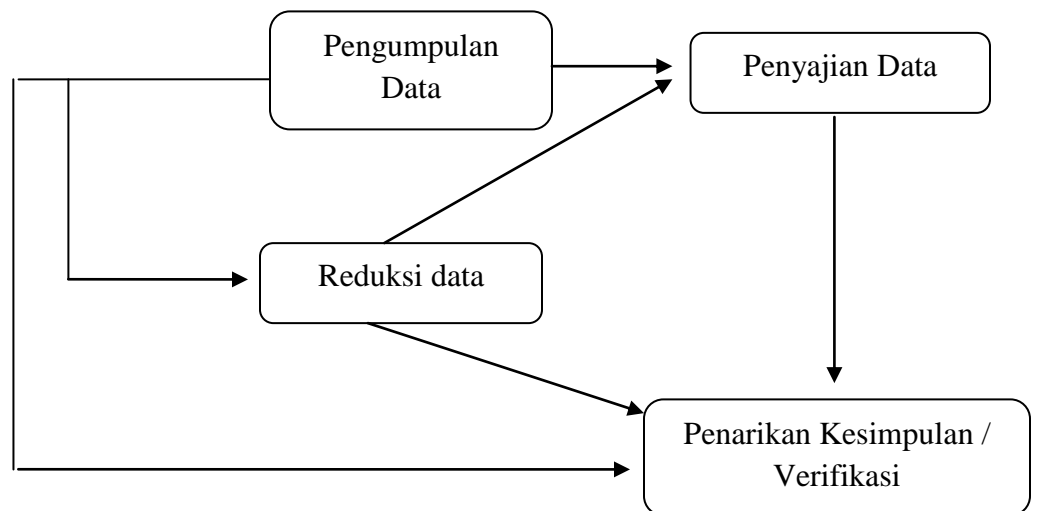 Pengumpulan
Data
Penyajian Data
Reduksi data
Penarikan Kesimpulan /
Verifikasi